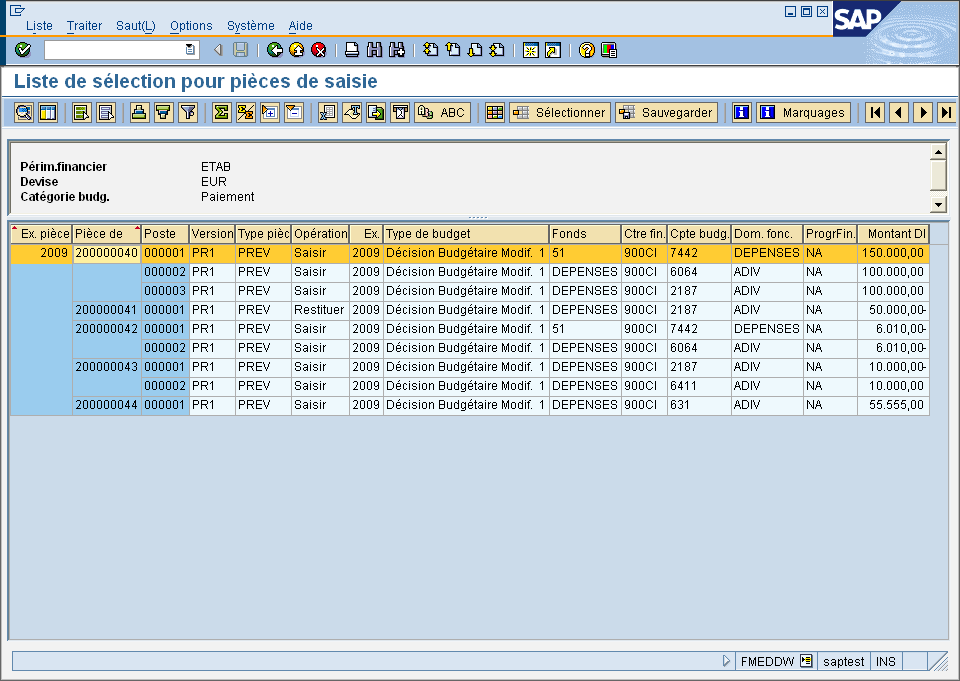 Liste Traiter Saut(L) Options Système Aide
SAP
Liste de sélection pour pièces de saisie
ABC Sélectionner Sauvegarder Marquages
Périm.financier ETAB
Devise EUR
Catégorie budg. Paiement
Ex. pièce Pièce de Poste Version Type pièc Opération Ex. Type de budget Fonds Ctre fin. Cpte budg. Dom. fonc. ProgrFin. Montant DI
2009 200000040 000001 PR1 PREV Saisir 2009 Décision Budgétaire Modif. 1 51 900CI 7442 DEPENSES NA 150.000,00
000002 PR1 PREV Saisir 2009 Décision Budgétaire Modif. 1 DEPENSES 900CI 6064 ADIV NA 100.000,00
000003 PR1 PREV Saisir 2009 Décision Budgétaire Modif. 1 DEPENSES 900CI 2187 ADIV NA 100.000,00
200000041 000001 PR1 PREV Restituer 2009 Décision Budgétaire Modif. 1 DEPENSES 900CI 2187 ADIV NA 50.000,00-
200000042 000001 PR1 PREV Saisir 2009 Décision Budgétaire Modif. 1 51 900CI 7442 DEPENSES NA 6.010,00-
000002 PR1 PREV Saisir 2009 Décision Budgétaire Modif. 1 DEPENSES 900CI 6064 ADIV NA 6.010,00-
200000043 000001 PR1 PREV Saisir 2009 Décision Budgétaire Modif. 1 DEPENSES 900CI 2187 ADIV NA 10.000,00-
000002 PR1 PREV Saisir 2009 Décision Budgétaire Modif. 1 DEPENSES 900CI 6411 ADIV NA 10.000,00
200000044 000001 PR1 PREV Saisir 2009 Décision Budgétaire Modif. 1 DEPENSES 900CI 631 ADIV NA 55.555,00
FMEDDW saptest INS